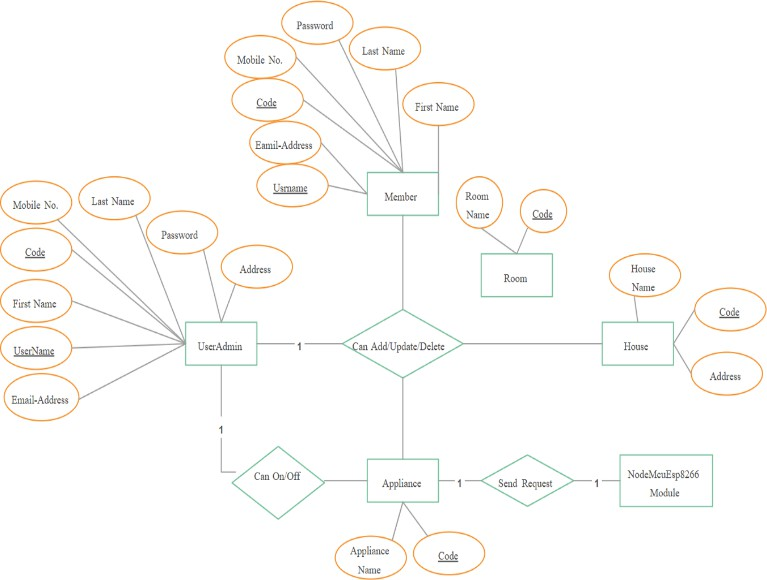 Password
Last Name
Mobile No.
Code
First Name
Eamil-Address
Usrname
Member
Room
Name
Code
Room
Mobile No.
Last Name
Password
Code
Address
First Name
UserName
Email-Address
UserAdmin
1
Can Add/Update/Delete
House
Name
Code
House
Address
1
Can On/Off
Appliance
1
Send Request
1
NodeMcuEsp8266
Module
Appliance
Name
Code